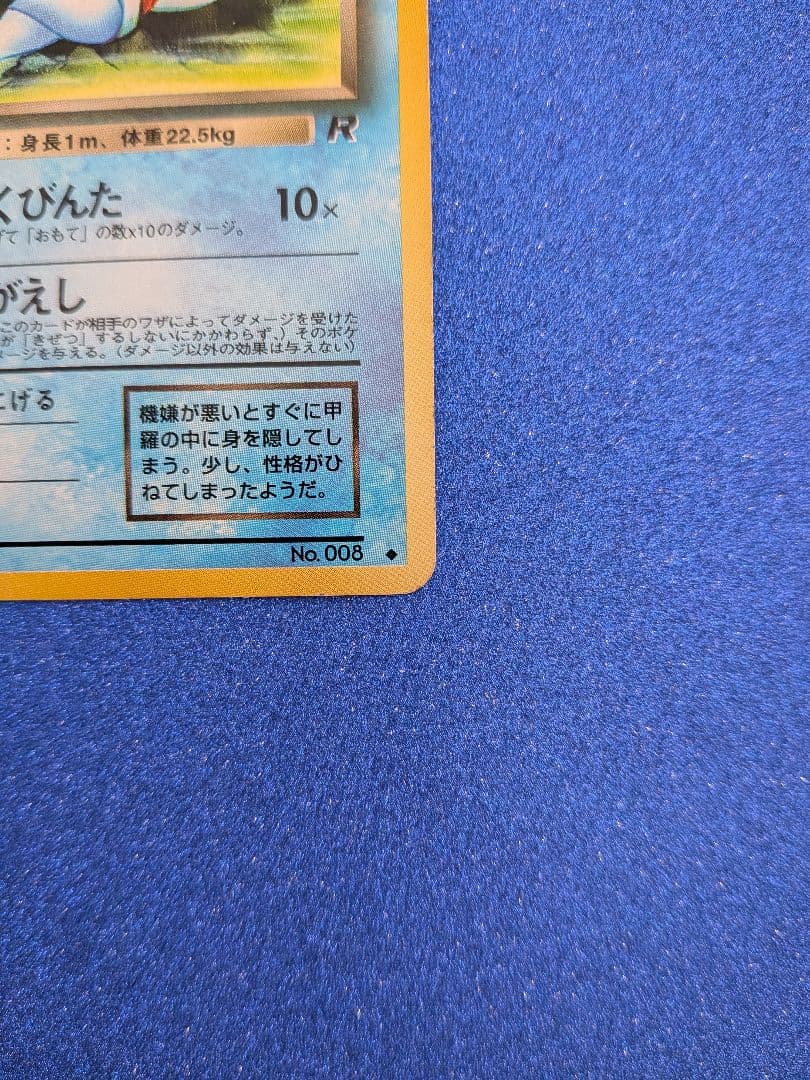 ：身長1m、体重22.5kg R
くびんた 10×
げて「おもて」の数x10のダメージ。
がえし
このカードが相手のワザによってダメージを受けた
が「きぜつ」するしないにかかわらず。）そのポケ
メージを与える。（ダメージ以外の効果は与えない）
にげる
機嫌が悪いとすぐに甲
羅の中に身を隠してし
まう。少し、性格がひ
ねてしまったようだ。
No. 008 ◆